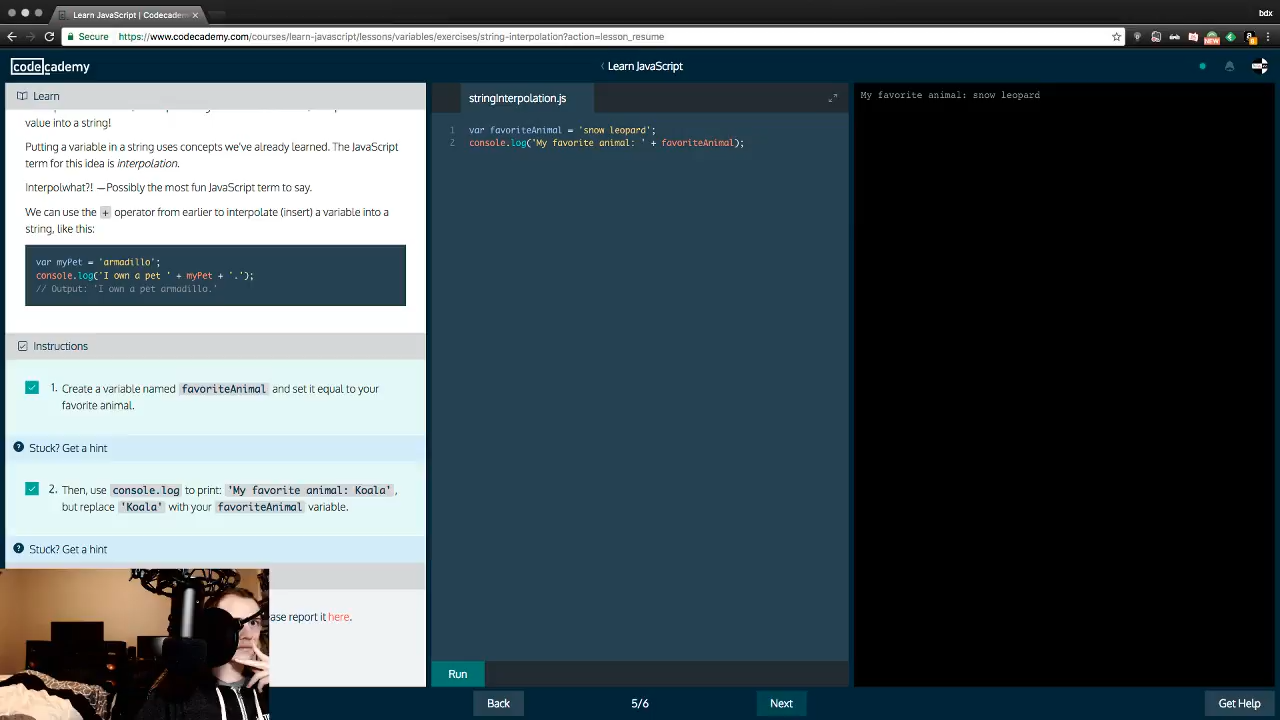 Learn JavaScript | Codecadem
bdx
Secure
https://www.codecademy.com/courses/learn-javascript/lessons/variables/exercises/string-interpolation?action=lesson_resume
NEW
codecademy
Learn JavaScript
Learn
value into a string!
Putting a variable in a string uses concepts we've already learned. The JavaScript
term for this idea is interpolation.
Interpolwhat?! —Possibly the most fun JavaScript term to say.
We can use the + operator from earlier to interpolate (insert) a variable into a
string, like this:
var myPet = 'armadillo';
console.log('I own a pet ' + myPet + '.');
// Output: 'I own a pet armadillo.'
Instructions
1. Create a variable named favoriteAnimal and set it equal to your
favorite animal.
Stuck? Get a hint
2. Then, use console.log to print: 'My favorite animal: Koala',
but replace 'Koala' with your favoriteAnimal variable.
Stuck? Get a hint
ase report it here.
stringInterpolation.js
1 var favoriteAnimal = 'snow leopard';
2 console.log('My favorite animal: ' + favoriteAnimal);
Run
My favorite animal: snow leopard
Back
5/6
Next
Get Help